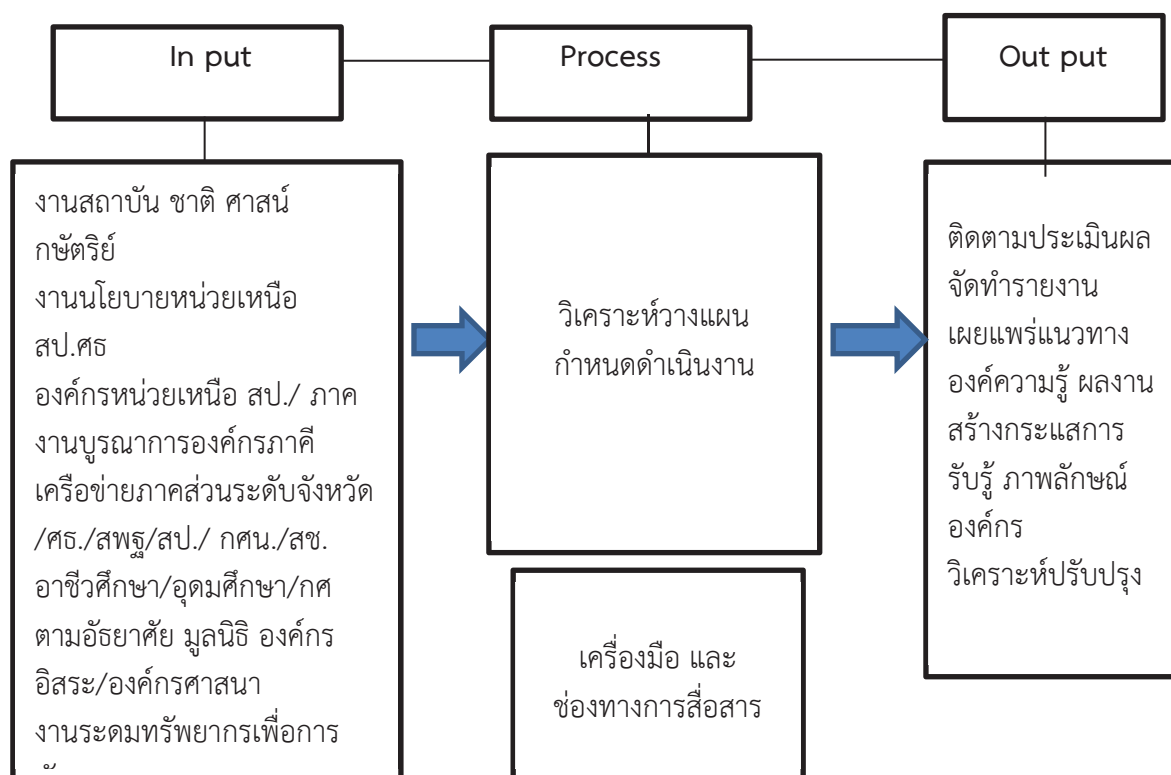 In put
Process
Out put
งานสถาบัน ชาติ ศาสน์
กษัตริย์
งานนโยบายหน่วยเหนือ
สป.ศธ
องค์กรหน่วยเหนือ สป./ ภาค
งานบูรณาการองค์กรภาคี
เครือข่ายภาคส่วนระดับจังหวัด
/ศธ./สพฐ/สป./ กศน./สช.
อาชีวศึกษา/อุดมศึกษา/กศ
ตามอัธยาศัย มูลนิธิ องค์กร
อิสระ/องค์กรศาสนา
งานระดมทรัพยากรเพื่อการ
วิเคราะห์วางแผน
กำหนดดำเนินงาน
เครื่องมือ และ
ช่องทางการสื่อสาร
ติดตามประเมินผล
จัดทำรายงาน
เผยแพร่แนวทาง
องค์ความรู้ ผลงาน
สร้างกระแสการ
รับรู้ ภาพลักษณ์
องค์กร
วิเคราะห์ปรับปรุง